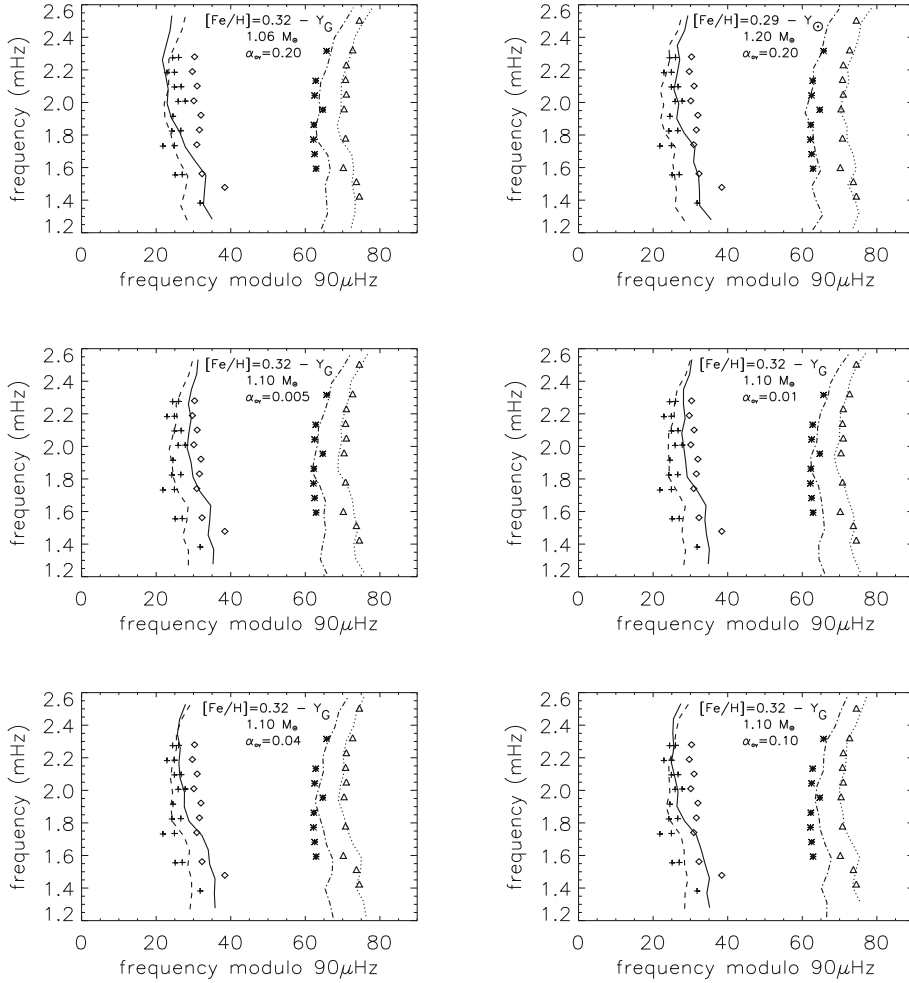 [Fe/H]=0.32 - Y_G
1.06 M⊙
α_ov=0.20
frequency (mHz)
2.6
2.4
2.2
2.0
1.8
1.6
1.4
1.2
0 20 40 60 80
frequency modulo 90μHz
[Fe/H]=0.29 - Y⊙
1.20 M⊙
α_ov=0.20
frequency (mHz)
2.6
2.4
2.2
2.0
1.8
1.6
1.4
1.2
0 20 40 60 80
frequency modulo 90μHz
[Fe/H]=0.32 - Y_G
1.10 M⊙
α_ov=0.005
frequency (mHz)
2.6
2.4
2.2
2.0
1.8
1.6
1.4
1.2
0 20 40 60 80
frequency modulo 90μHz
[Fe/H]=0.32 - Y_G
1.10 M⊙
α_ov=0.01
frequency (mHz)
2.6
2.4
2.2
2.0
1.8
1.6
1.4
1.2
0 20 40 60 80
frequency modulo 90μHz
[Fe/H]=0.32 - Y_G
1.10 M⊙
α_ov=0.04
frequency (mHz)
2.6
2.4
2.2
2.0
1.8
1.6
1.4
1.2
0 20 40 60 80
frequency modulo 90μHz
[Fe/H]=0.32 - Y_G
1.10 M⊙
α_ov=0.10
frequency (mHz)
2.6
2.4
2.2
2.0
1.8
1.6
1.4
1.2
0 20 40 60 80
frequency modulo 90μHz